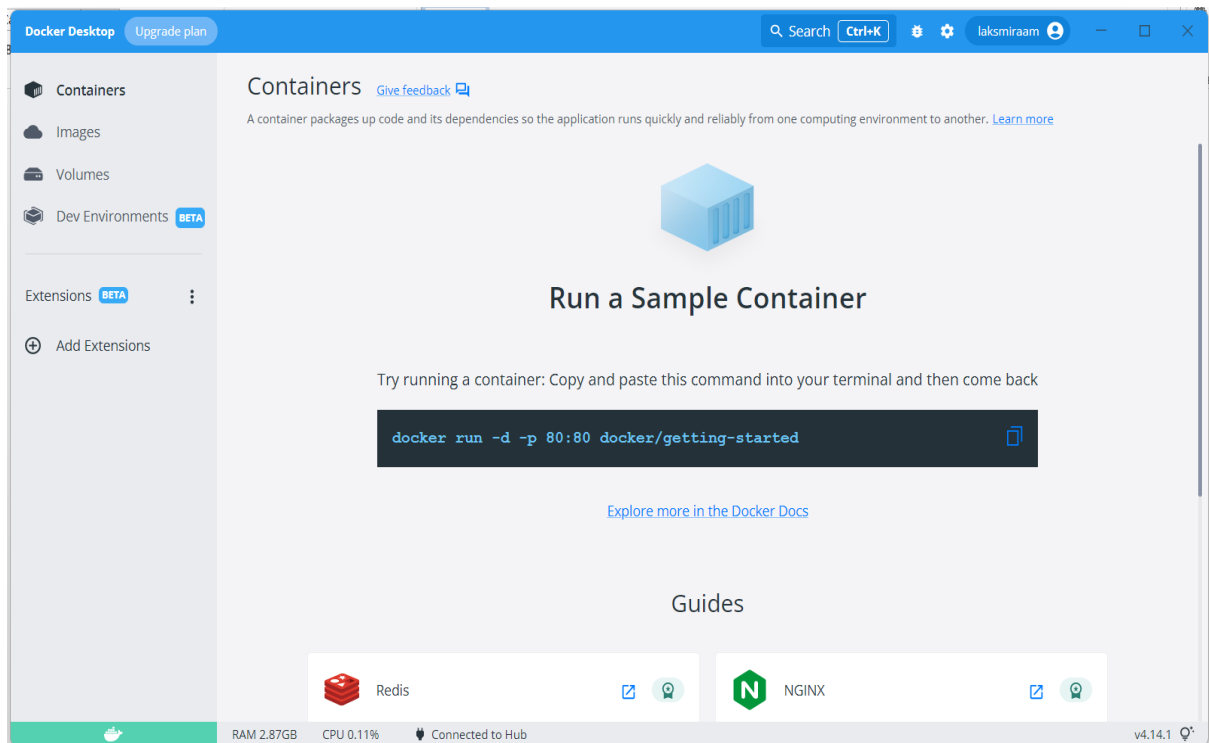 Docker Desktop Upgrade plan Search Ctrl+K laksmiraam
Containers
Images
Volumes
Dev Environments BETA
Extensions BETA
Add Extensions
Containers Give feedback
A container packages up code and its dependencies so the application runs quickly and reliably from one computing environment to another. Learn more
Run a Sample Container
Try running a container: Copy and paste this command into your terminal and then come back
docker run -d -p 80:80 docker/getting-started
Explore more in the Docker Docs
Guides
Redis
N NGINX
RAM 2.87GB CPU 0.11% Connected to Hub v4.14.1